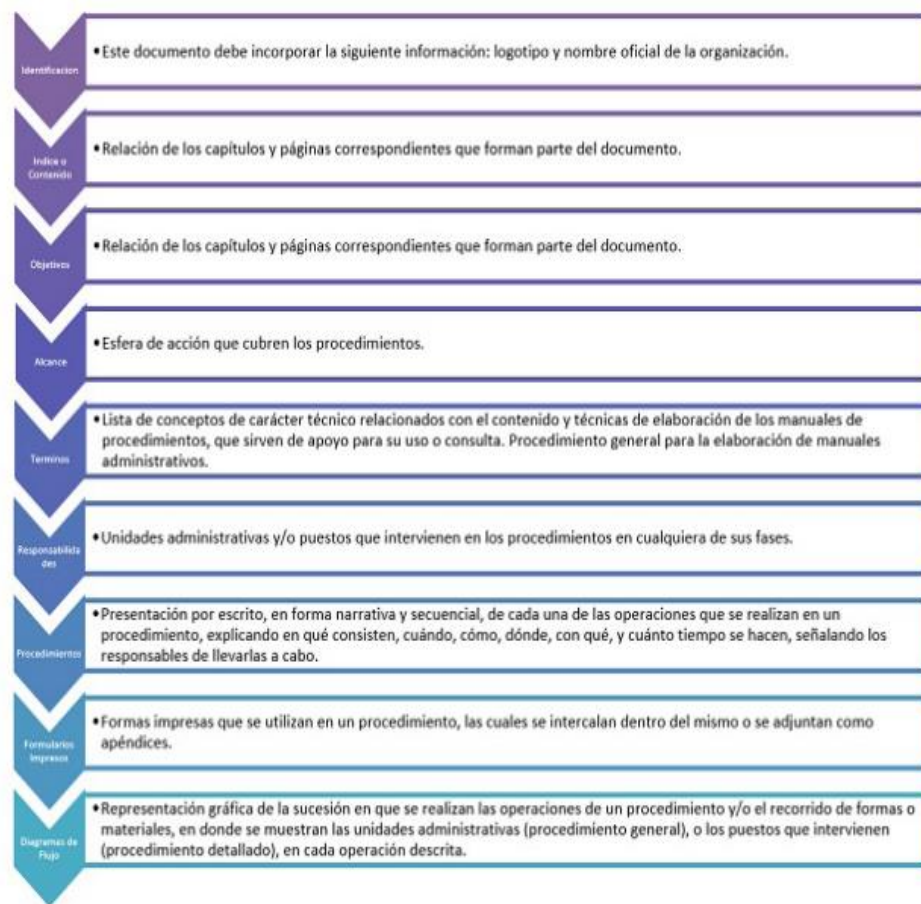 Identificacion
•Este documento debe incorporar la siguiente información: logotipo y nombre oficial de la organización.
Indice o
Contenido
•Relación de los capítulos y páginas correspondientes que forman parte del documento.
Objetivos
•Relación de los capítulos y páginas correspondientes que forman parte del documento.
Alcance
•Esfera de acción que cubren los procedimientos.
Terminos
•Lista de conceptos de carácter técnico relacionados con el contenido y técnicas de elaboración de los manuales de
procedimientos, que sirven de apoyo para su uso o consulta. Procedimiento general para la elaboración de manuales
administrativos.
Responsabilida
des
•Unidades administrativas y/o puestos que intervienen en los procedimientos en cualquiera de sus fases.
Procedimientos
•Presentación por escrito, en forma narrativa y secuencial, de cada una de las operaciones que se realizan en un
procedimiento, explicando en qué consisten, cuándo, cómo, dónde, con qué, y cuánto tiempo se hacen, señalando los
responsables de llevarlas a cabo.
Formularios
Impresos
•Formas impresas que se utilizan en un procedimiento, las cuales se intercalan dentro del mismo o se adjuntan como
apéndices.
Diagramas de
Flujo
•Representación gráfica de la sucesión en que se realizan las operaciones de un procedimiento y/o el recorrido de formas o
materiales, en donde se muestran las unidades administrativas (procedimiento general), o los puestos que intervienen
(procedimiento detallado), en cada operación descrita.